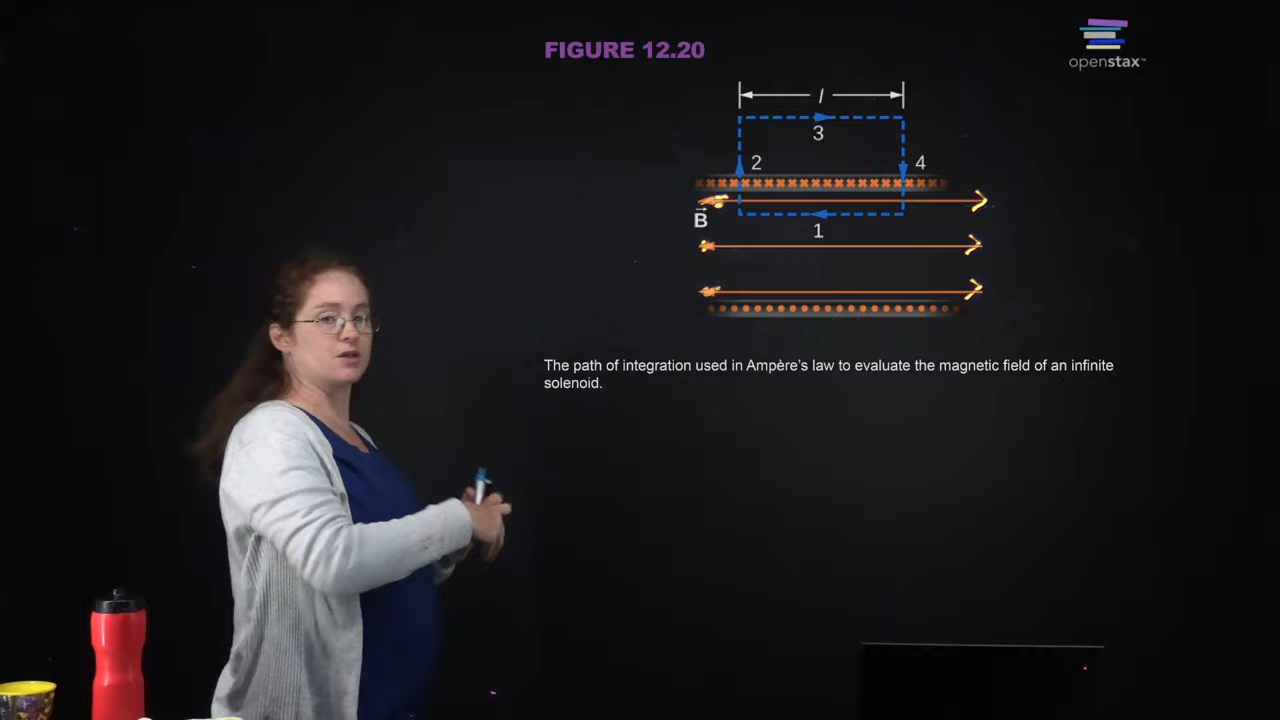 FIGURE 12.20
openstax™
l
3
2
4
B
1
The path of integration used in Ampère’s law to evaluate the magnetic field of an infinite
solenoid.